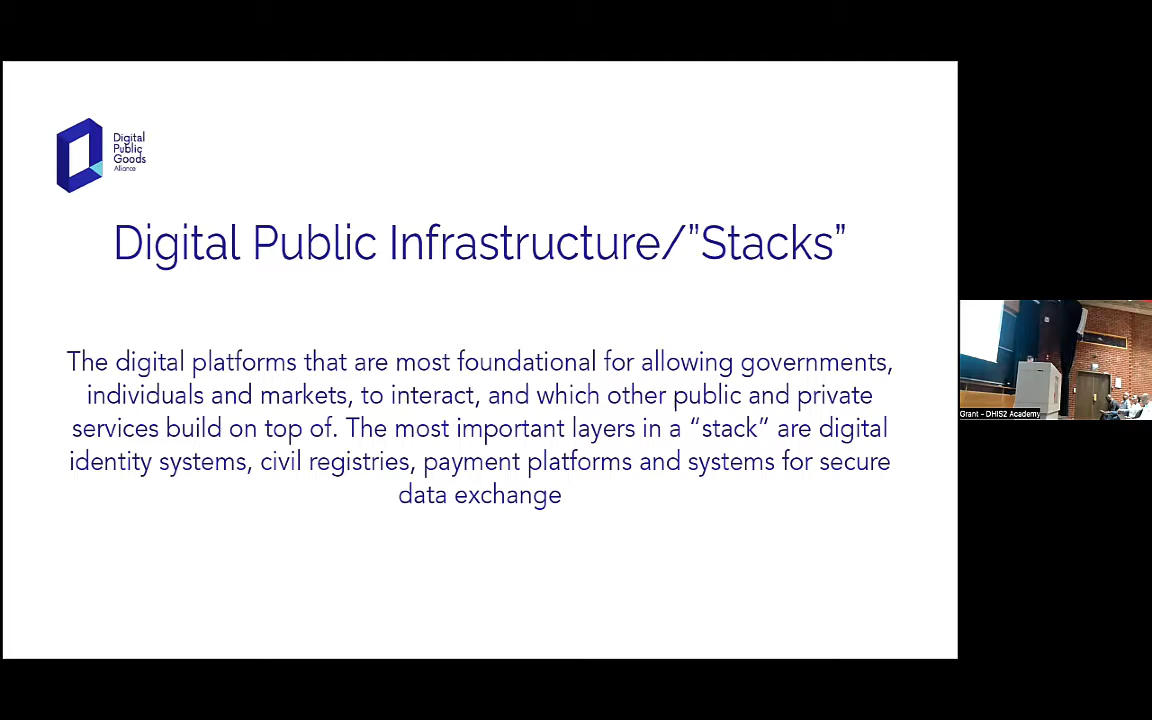 Digital
Public
Goods
Alliance
Digital Public Infrastructure/”Stacks”
The digital platforms that are most foundational for allowing governments,
individuals and markets, to interact, and which other public and private
services build on top of. The most important layers in a “stack” are digital
identity systems, civil registries, payment platforms and systems for secure
data exchange
Grant - DHIS2 Academy